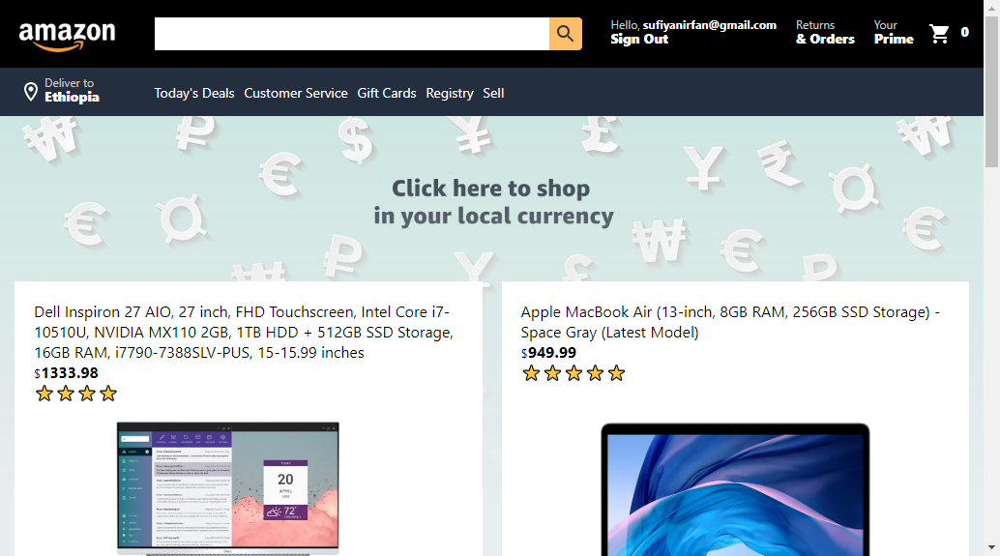 amazon
Hello, sufiyanirfan@gmail.com
Sign Out
Returns
& Orders
Your
Prime
0
Deliver to
Ethiopia
Today's Deals Customer Service Gift Cards Registry Sell
Click here to shop
in your local currency
Dell Inspiron 27 AIO, 27 inch, FHD Touchscreen, Intel Core i7-
10510U, NVIDIA MX110 2GB, 1TB HDD + 512GB SSD Storage,
16GB RAM, i7790-7388SLV-PUS, 15-15.99 inches
$1333.98
Apple MacBook Air (13-inch, 8GB RAM, 256GB SSD Storage) -
Space Gray (Latest Model)
$949.99
20
APRIL
72°